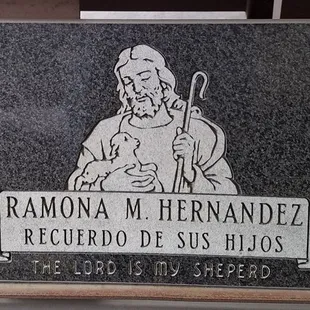 RAMONA M. HERNANDEZ
RECUERDO DE SUS HIJOS
THE LORD IS MY SHEPERD